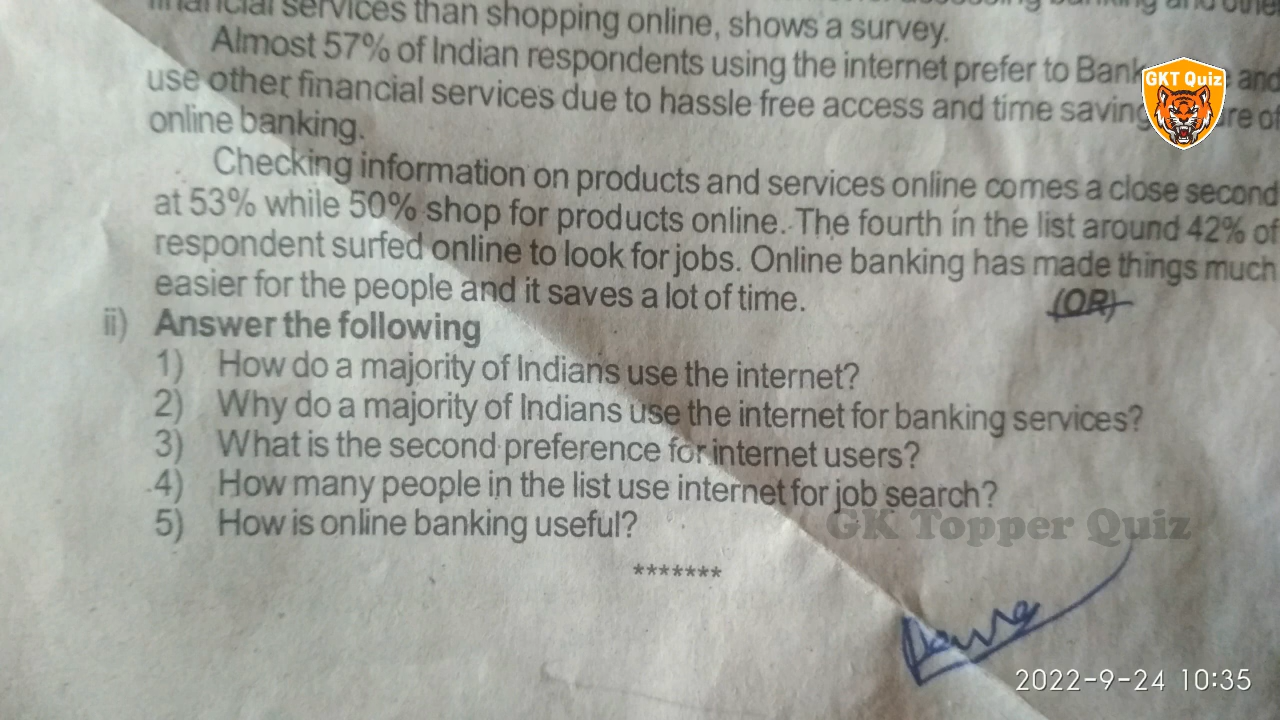 financial services than shopping online, shows a survey.
Almost 57% of Indian respondents using the internet prefer to Bank and
use other financial services due to hassle free access and time saving of
online banking.
Checking information on products and services online comes a close second
at 53% while 50% shop for products online. The fourth in the list around 42% of
respondent surfed online to look for jobs. Online banking has made things much
easier for the people and it saves a lot of time.
(OR)
ii) Answer the following
1) How do a majority of Indians use the internet?
2) Why do a majority of Indians use the internet for banking services?
3) What is the second preference for internet users?
4) How many people in the list use internet for job search?
5) How is online banking useful?
*******
GKT Quiz
GK Topper Quiz
2022-9-24 10:35